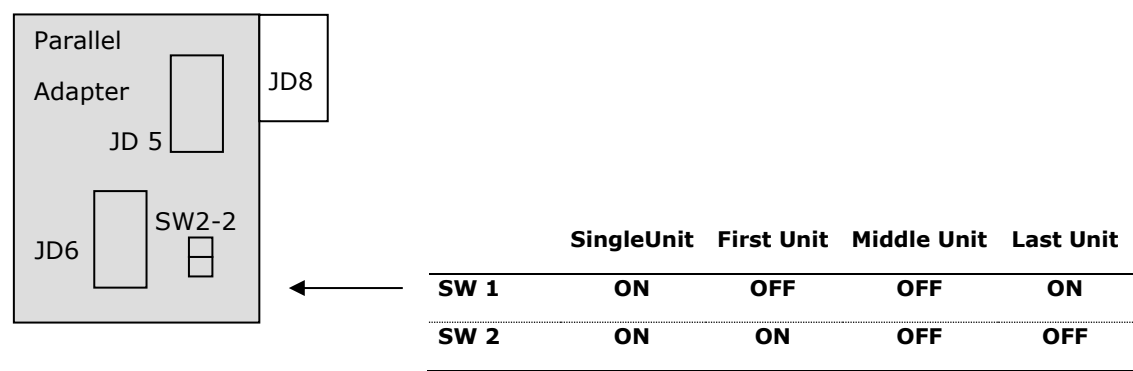 Parallel
Adapter
JD8
JD 5
SW2-2
JD6
SingleUnit First Unit Middle Unit Last Unit
SW 1 ON OFF OFF ON
SW 2 ON ON OFF OFF